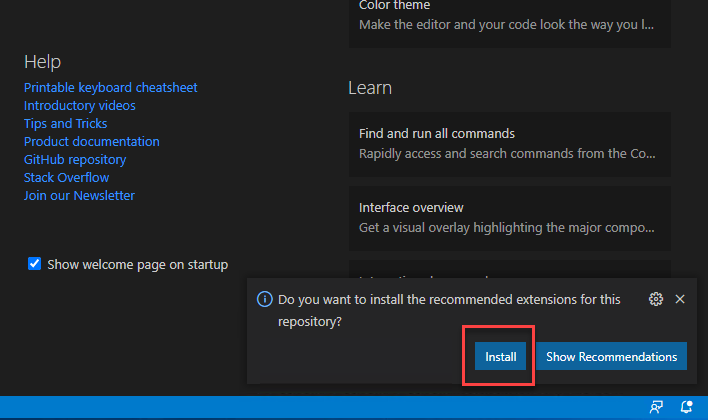 Color theme
Make the editor and your code look the way you l...
Help
Printable keyboard cheatsheet
Introductory videos
Tips and Tricks
Product documentation
GitHub repository
Stack Overflow
Join our Newsletter
Learn
Find and run all commands
Rapidly access and search commands from the Co...
Interface overview
Get a visual overlay highlighting the major compo...
Show welcome page on startup
Do you want to install the recommended extensions for this
repository?
Install
Show Recommendations